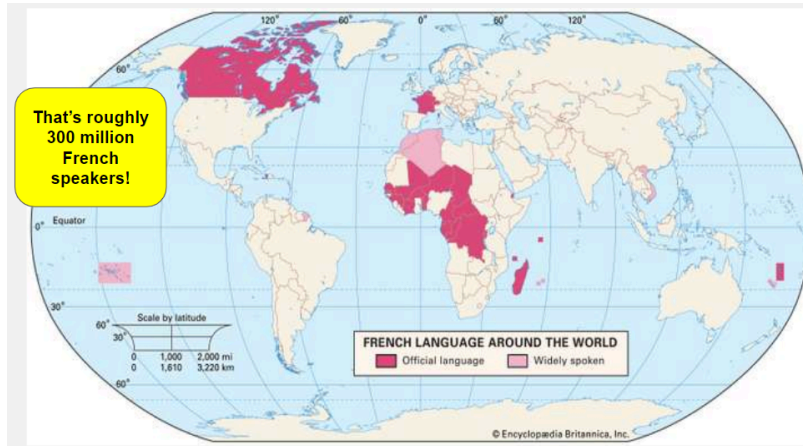 120° 60° 0° 60° 120°
60°
That's roughly
300 million
French
speakers!
Equator
0° 0°
30° 30°
Scale by latitude
60°
30°
0 1,000 2,000 mi
0 1,610 3,220 km
FRENCH LANGUAGE AROUND THE WORLD
Official language Widely spoken
60° 60°
© Encyclopædia Britannica, Inc.